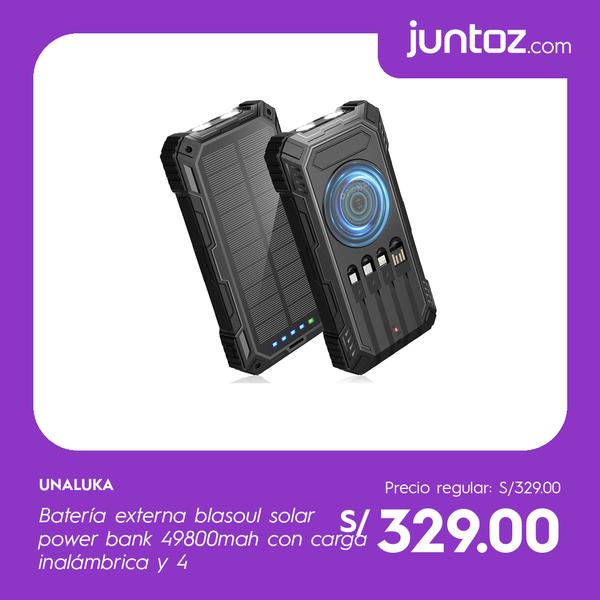 juntoz.com
UNALUKA
Precio regular: S/329.00
Batería externa blasoul solar
power bank 49800mah con carga
inalámbrica y 4
S/ 329.00